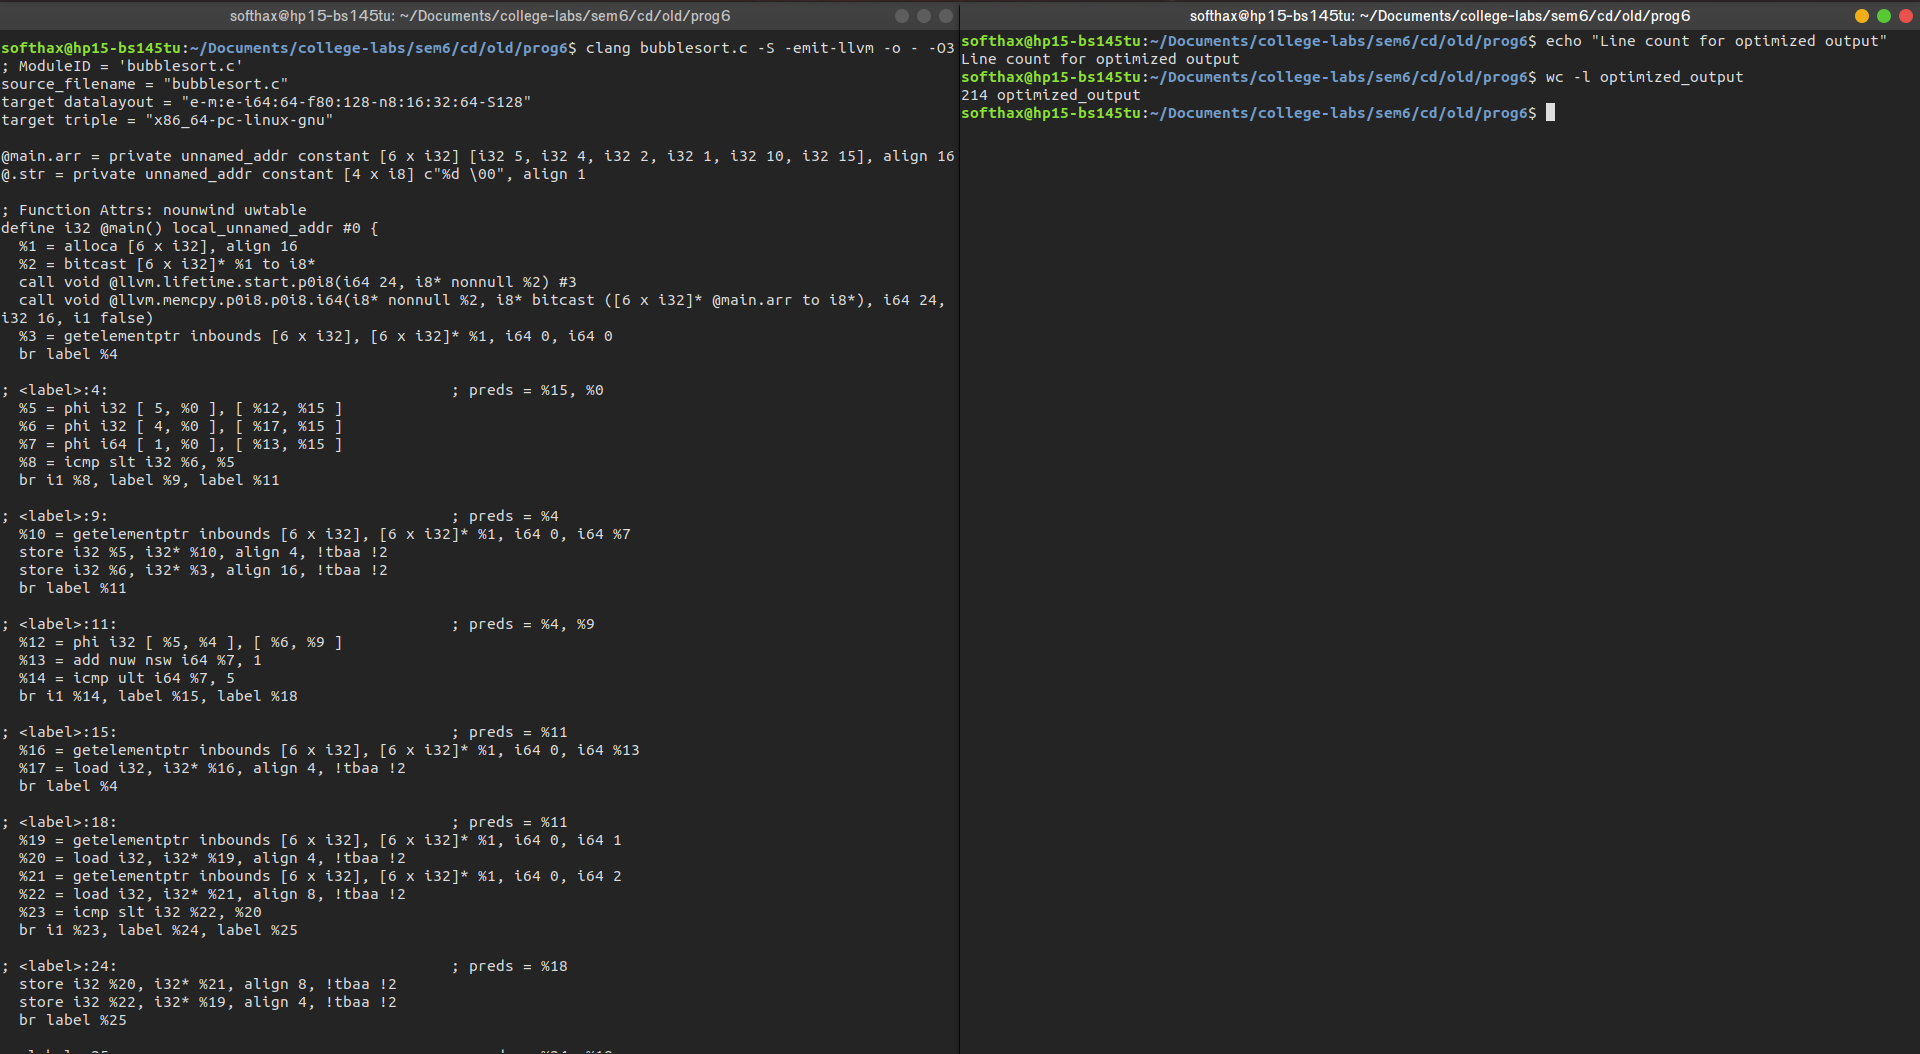 softhax@hp15-bs145tu: ~/Documents/college-labs/sem6/cd/old/prog6
softhax@hp15-bs145tu:~/Documents/college-labs/sem6/cd/old/prog6$ clang bubblesort.c -S -emit-llvm -o - -O3
; ModuleID = 'bubblesort.c'
source_filename = "bubblesort.c"
target datalayout = "e-m:e-i64:64-f80:128-n8:16:32:64-S128"
target triple = "x86_64-pc-linux-gnu"

@main.arr = private unnamed_addr constant [6 x i32] [i32 5, i32 4, i32 2, i32 1, i32 10, i32 15], align 16
@.str = private unnamed_addr constant [4 x i8] c"%d \00", align 1

; Function Attrs: nounwind uwtable
define i32 @main() local_unnamed_addr #0 {
  %1 = alloca [6 x i32], align 16
  %2 = bitcast [6 x i32]* %1 to i8*
  call void @llvm.lifetime.start.p0i8(i64 24, i8* nonnull %2) #3
  call void @llvm.memcpy.p0i8.p0i8.i64(i8* nonnull %2, i8* bitcast ([6 x i32]* @main.arr to i8*), i64 24,
i32 16, i1 false)
  %3 = getelementptr inbounds [6 x i32], [6 x i32]* %1, i64 0, i64 0
  br label %4

; <label>:4:                                      ; preds = %15, %0
  %5 = phi i32 [ 5, %0 ], [ %12, %15 ]
  %6 = phi i32 [ 4, %0 ], [ %17, %15 ]
  %7 = phi i64 [ 1, %0 ], [ %13, %15 ]
  %8 = icmp slt i32 %6, %5
  br i1 %8, label %9, label %11

; <label>:9:                                      ; preds = %4
  %10 = getelementptr inbounds [6 x i32], [6 x i32]* %1, i64 0, i64 %7
  store i32 %5, i32* %10, align 4, !tbaa !2
  store i32 %6, i32* %3, align 16, !tbaa !2
  br label %11

; <label>:11:                                     ; preds = %4, %9
  %12 = phi i32 [ %5, %4 ], [ %6, %9 ]
  %13 = add nuw nsw i64 %7, 1
  %14 = icmp ult i64 %7, 5
  br i1 %14, label %15, label %18

; <label>:15:                                     ; preds = %11
  %16 = getelementptr inbounds [6 x i32], [6 x i32]* %1, i64 0, i64 %13
  %17 = load i32, i32* %16, align 4, !tbaa !2
  br label %4

; <label>:18:                                     ; preds = %11
  %19 = getelementptr inbounds [6 x i32], [6 x i32]* %1, i64 0, i64 1
  %20 = load i32, i32* %19, align 4, !tbaa !2
  %21 = getelementptr inbounds [6 x i32], [6 x i32]* %1, i64 0, i64 2
  %22 = load i32, i32* %21, align 8, !tbaa !2
  %23 = icmp slt i32 %22, %20
  br i1 %23, label %24, label %25

; <label>:24:                                     ; preds = %18
  store i32 %20, i32* %21, align 8, !tbaa !2
  store i32 %22, i32* %19, align 4, !tbaa !2
  br label %25

softhax@hp15-bs145tu: ~/Documents/college-labs/sem6/cd/old/prog6
softhax@hp15-bs145tu:~/Documents/college-labs/sem6/cd/old/prog6$ echo "Line count for optimized output"
Line count for optimized output
softhax@hp15-bs145tu:~/Documents/college-labs/sem6/cd/old/prog6$ wc -l optimized_output
214 optimized_output
softhax@hp15-bs145tu:~/Documents/college-labs/sem6/cd/old/prog6$